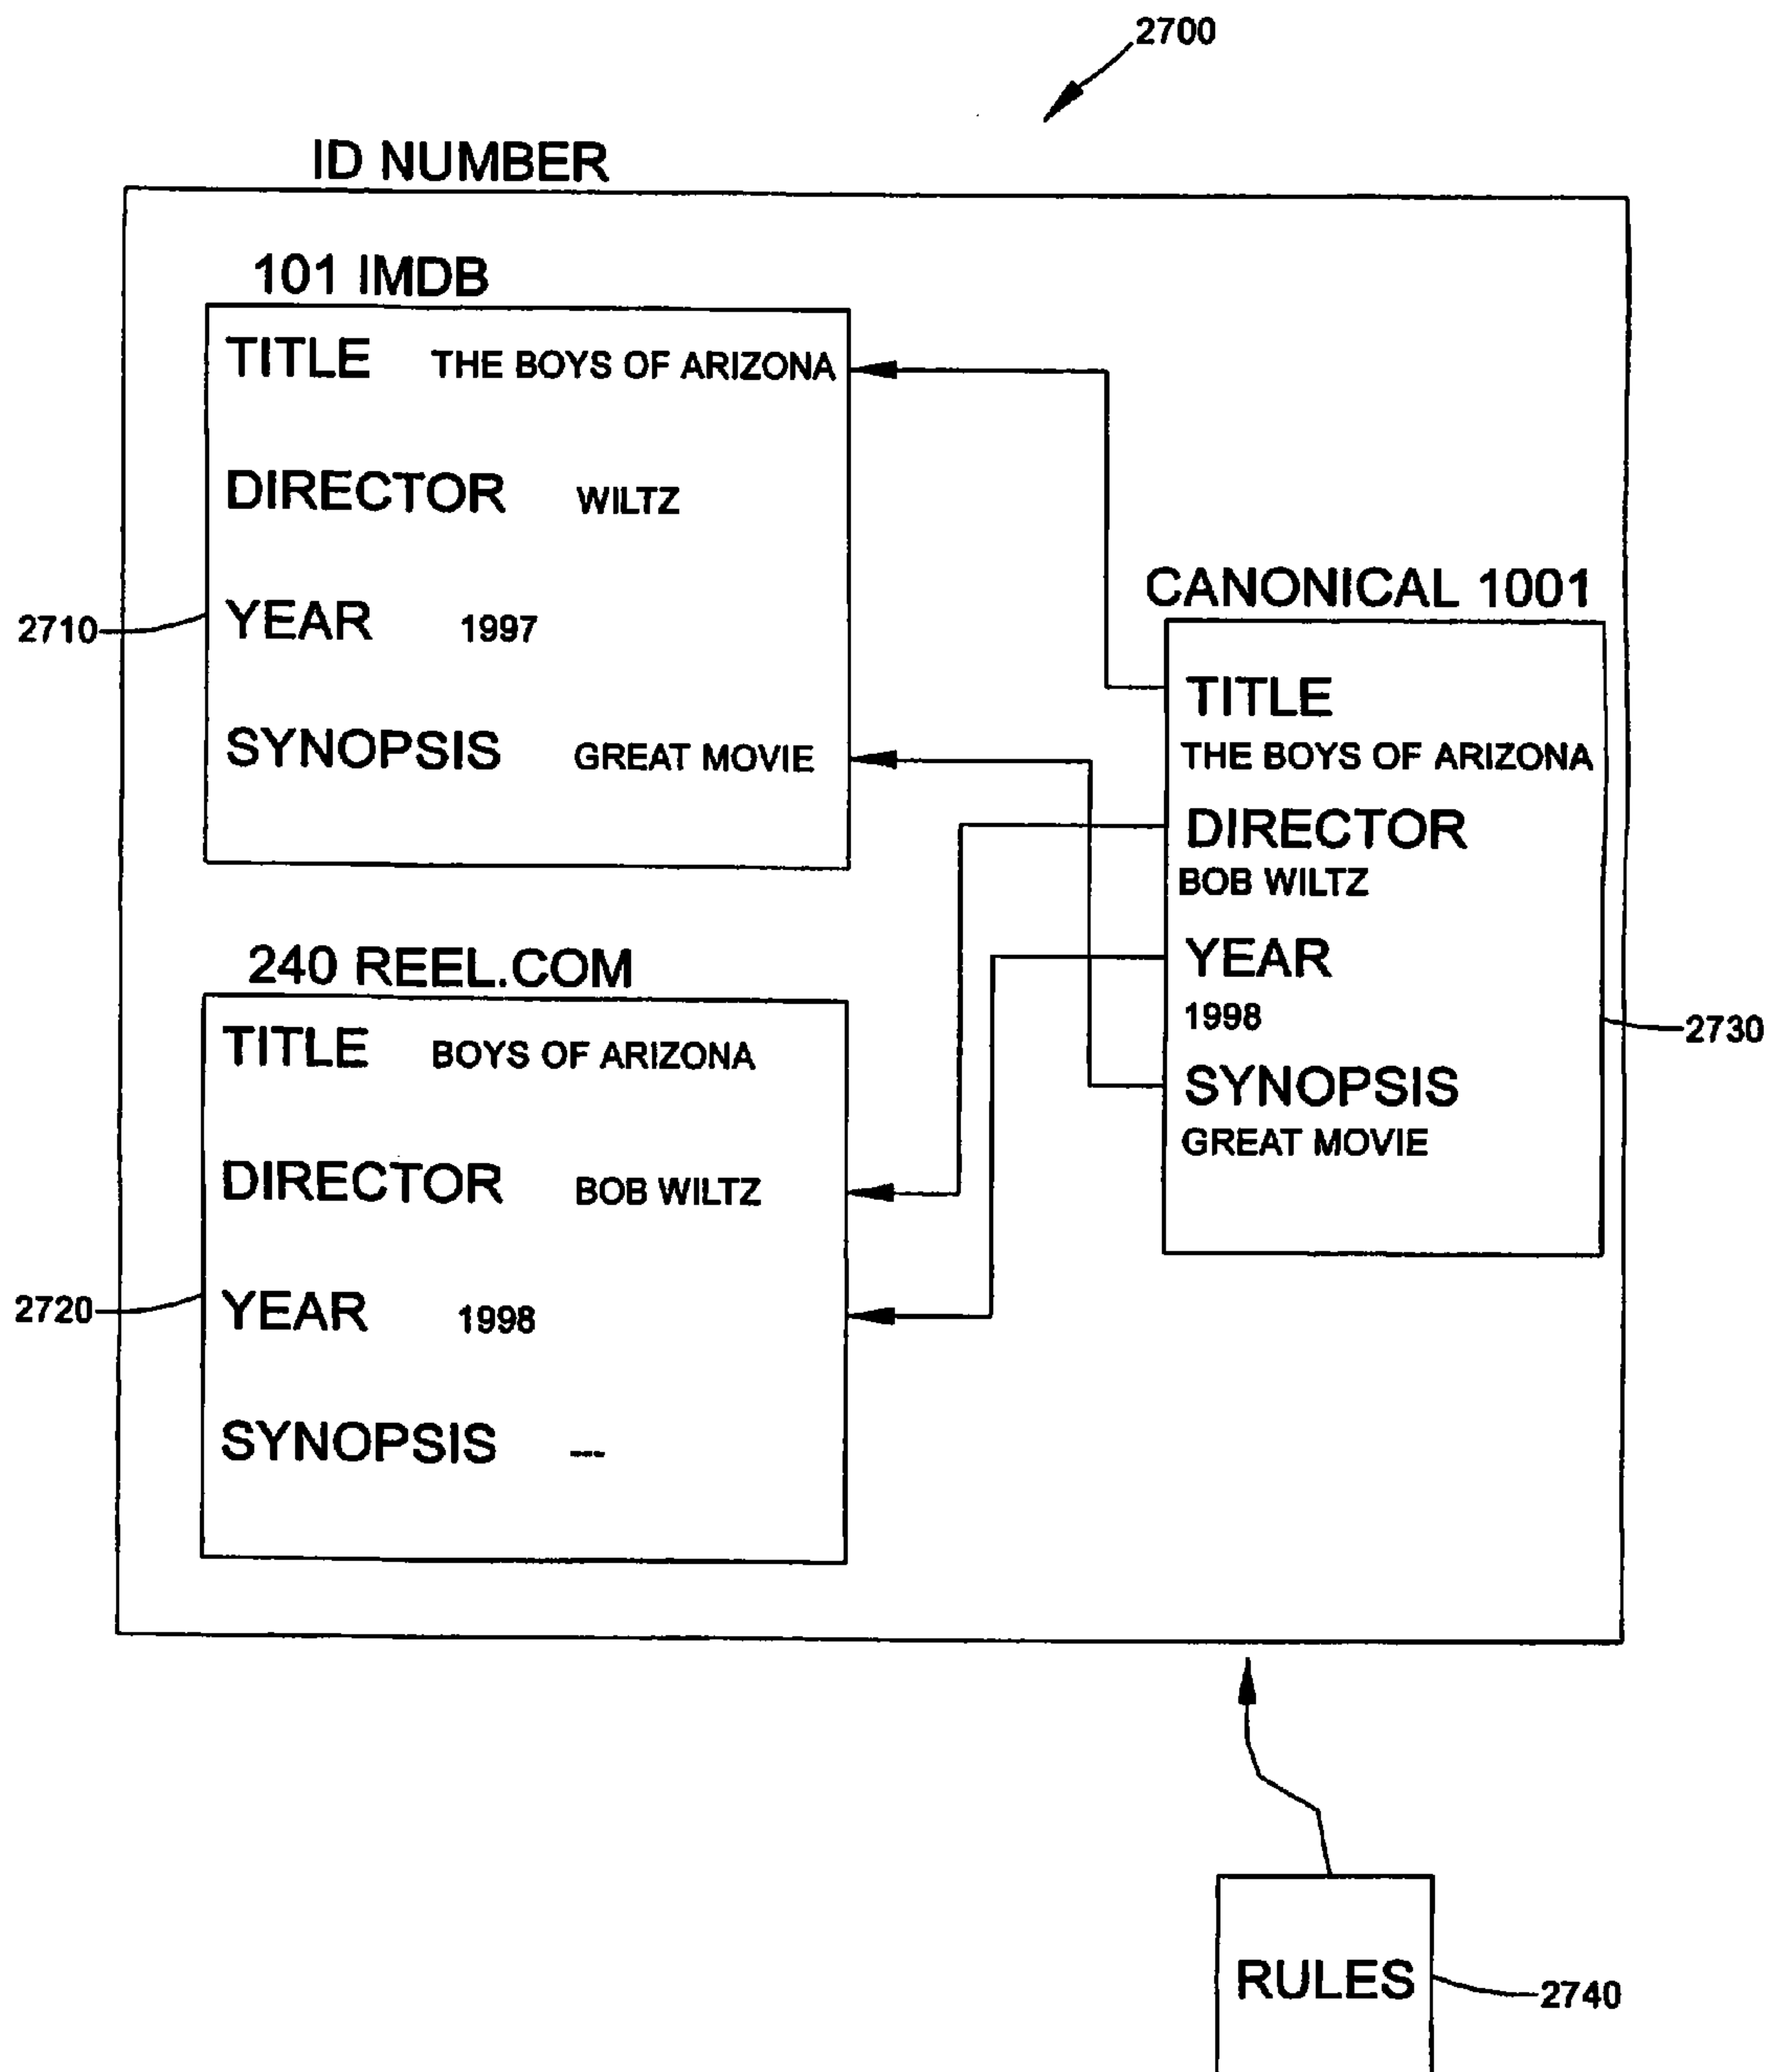 2700
ID NUMBER
101 IMDB
TITLE THE BOYS OF ARIZONA
DIRECTOR WILTZ
2710
YEAR 1997
SYNOPSIS GREAT MOVIE
240 REEL.COM
TITLE BOYS OF ARIZONA
DIRECTOR BOB WILTZ
2720
YEAR 1998
SYNOPSIS ---
CANONICAL 1001
TITLE
THE BOYS OF ARIZONA
DIRECTOR
BOB WILTZ
YEAR
1998
2730
SYNOPSIS
GREAT MOVIE
RULES
2740